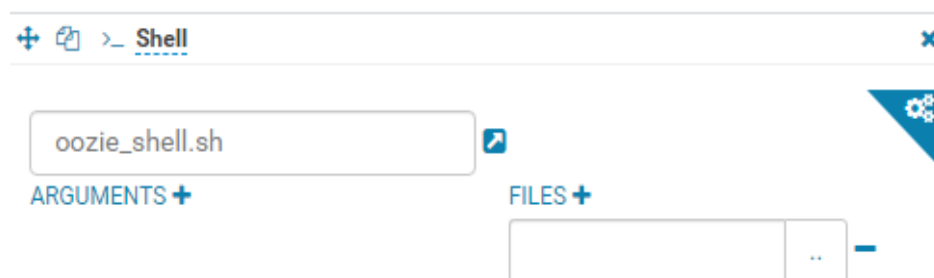 >_ Shell
oozie_shell.sh
ARGUMENTS +
FILES +
..